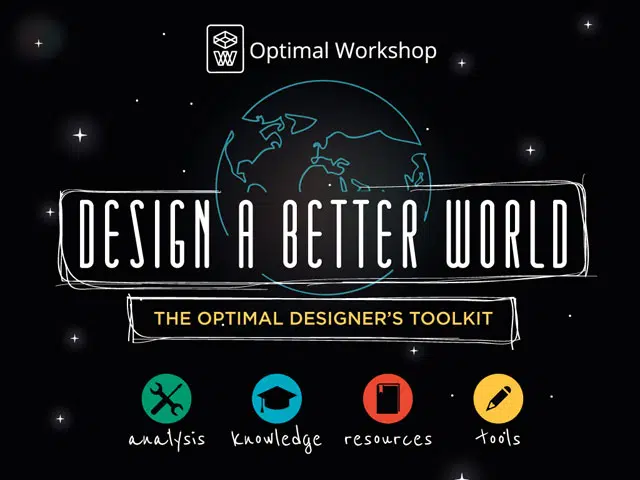 Optimal Workshop
DESIGN A BETTER WORLD
THE OPTIMAL DESIGNER'S TOOLKIT
analysis knowledge resources tools